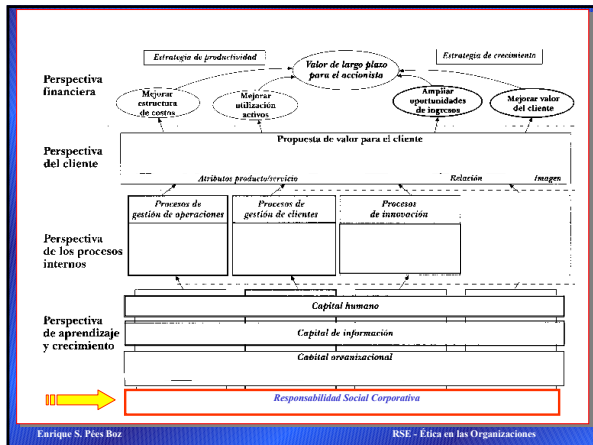 Estrategia de productividad
Valor de largo plazo
para el accionista
Estrategia de crecimiento
Perspectiva
financiera
Mejorar
estructura
de costos
Mejorar
utilización
activos
Ampliar
oportunidades
de ingresos
Mejorar valor
del cliente
Propuesta de valor para el cliente
Perspectiva
del cliente
Atributos producto/servicio
Relación
Imagen
Procesos de
gestión de operaciones
Procesos de
gestión de clientes
Procesos
de innovación
Perspectiva
de los procesos
internos
Capital humano
Perspectiva
de aprendizaje
y crecimiento
Capital de información
Capital organizacional
Responsabilidad Social Corporativa
Enrique S. Pées Boz
RSE - Ética en las Organizaciones